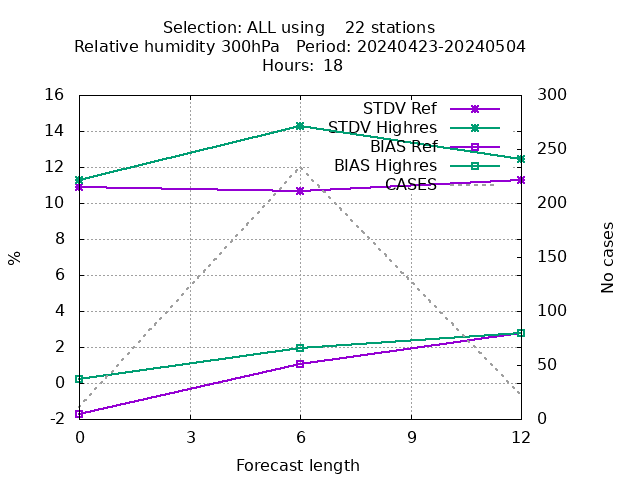 Selection: ALL using    22 stations
Relative humidity 300hPa   Period: 20240423-20240504
Hours: 18
STDV Ref
STDV Highres
BIAS Ref
BIAS Highres
CASES
16
14
12
10
8
6
4
2
0
-2
%
300
250
200
150
100
50
0
No cases
0 3 6 9 12
Forecast length